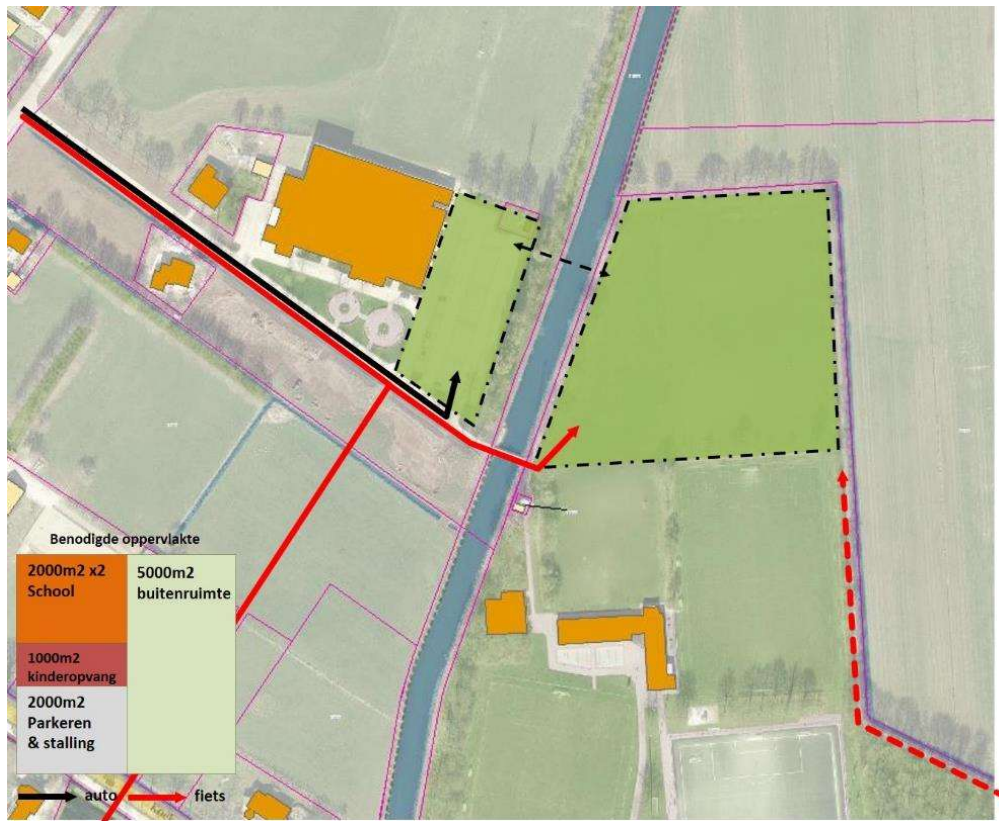 Benodigde oppervlakte
2000m2 x2
School
5000m2
buitenruimte
1000m2
kinderopvang
2000m2
Parkeren
& stalling
auto
fiets